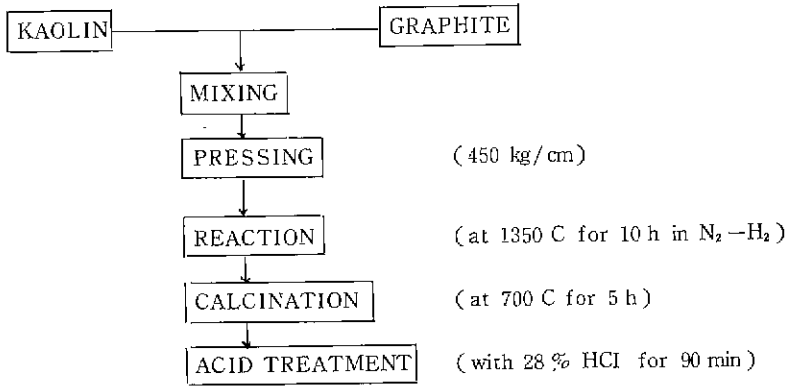 KAOLIN GRAPHITE
MIXING
PRESSING (450 kg/cm)
REACTION (at 1350 C for 10 h in N₂—H₂)
CALCINATION (at 700 C for 5 h)
ACID TREATMENT (with 28 % HCl for 90 min)